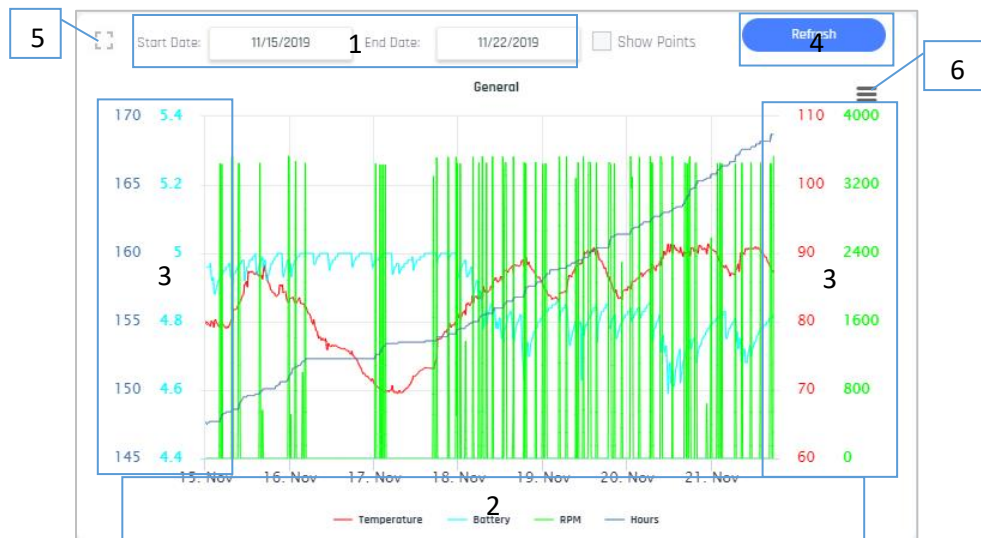 5 Start Date: 11/15/2019 1 End Date: 11/22/2019 Show Points Refresh 4
General
6
170 5.4 110 4000
165 5.2 100 3200
160 5 90 2400
3 3
155 4.8 80 1600
150 4.6 70 800
145 4.4 60 0
15. Nov 16. Nov 17. Nov 18. Nov 19. Nov 20. Nov 21. Nov
2
Temperature Battery RPM Hours